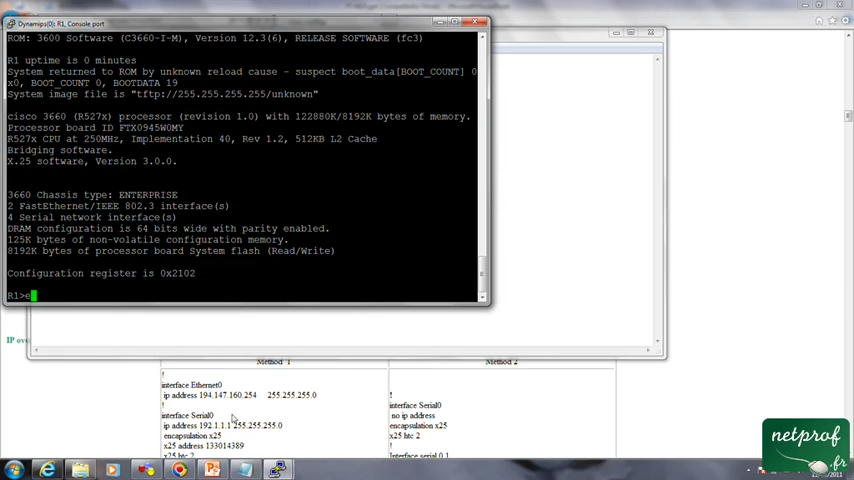 Dynamips(0): R1, Console port
ROM: 3600 Software (C3660-I-M), Version 12.3(6), RELEASE SOFTWARE (fc3)
R1 uptime is 0 minutes
System returned to ROM by unknown reload cause - suspect boot_data[BOOT_COUNT] 0
x0, BOOT_COUNT 0, BOOTDATA 19
System image file is "tftp://255.255.255.255/unknown"
cisco 3660 (R527x) processor (revision 1.0) with 122880K/8192K bytes of memory.
Processor board ID FTX0945W0MY
R527x CPU at 250MHz, Implementation 40, Rev 1.2, 512KB L2 Cache
Bridging software.
X.25 software, Version 3.0.0.
3660 Chassis type: ENTERPRISE
2 FastEthernet/IEEE 802.3 interface(s)
4 Serial network interface(s)
DRAM configuration is 64 bits wide with parity enabled.
125K bytes of non-volatile configuration memory.
8192K bytes of processor board System flash (Read/Write)
Configuration register is 0x2102
R1>e
IP ove
Method 1
Method 2
!
interface Ethernet0
ip address 194.147.160.254 255.255.255.0
!
interface Serial0
ip address 192.1.1.1 255.255.255.0
encapsulation x25
x25 address 133014389
x25 htc 2
!
interface Serial0
no ip address
encapsulation x25
x25 htc 2
!
Interface serial 0.1
netprof
.fr